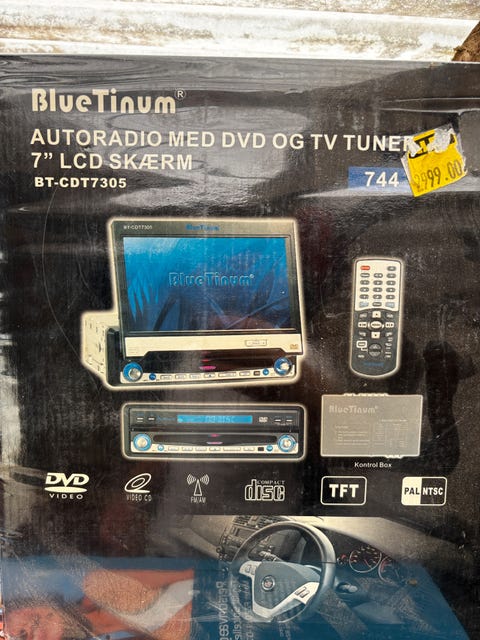 BlueTinum®
AUTORADIO MED DVD OG TV TUNER
7" LCD SKÆRM
BT-CDT7305
744
2999.00
BT-CDT7305
BlueTinum
BlueTinum®
BlueTinum®
Kontrol Box
DVD
VIDEO
VIDEO CD
FM/AM
COMPACT
disc
TFT
PAL NTSC